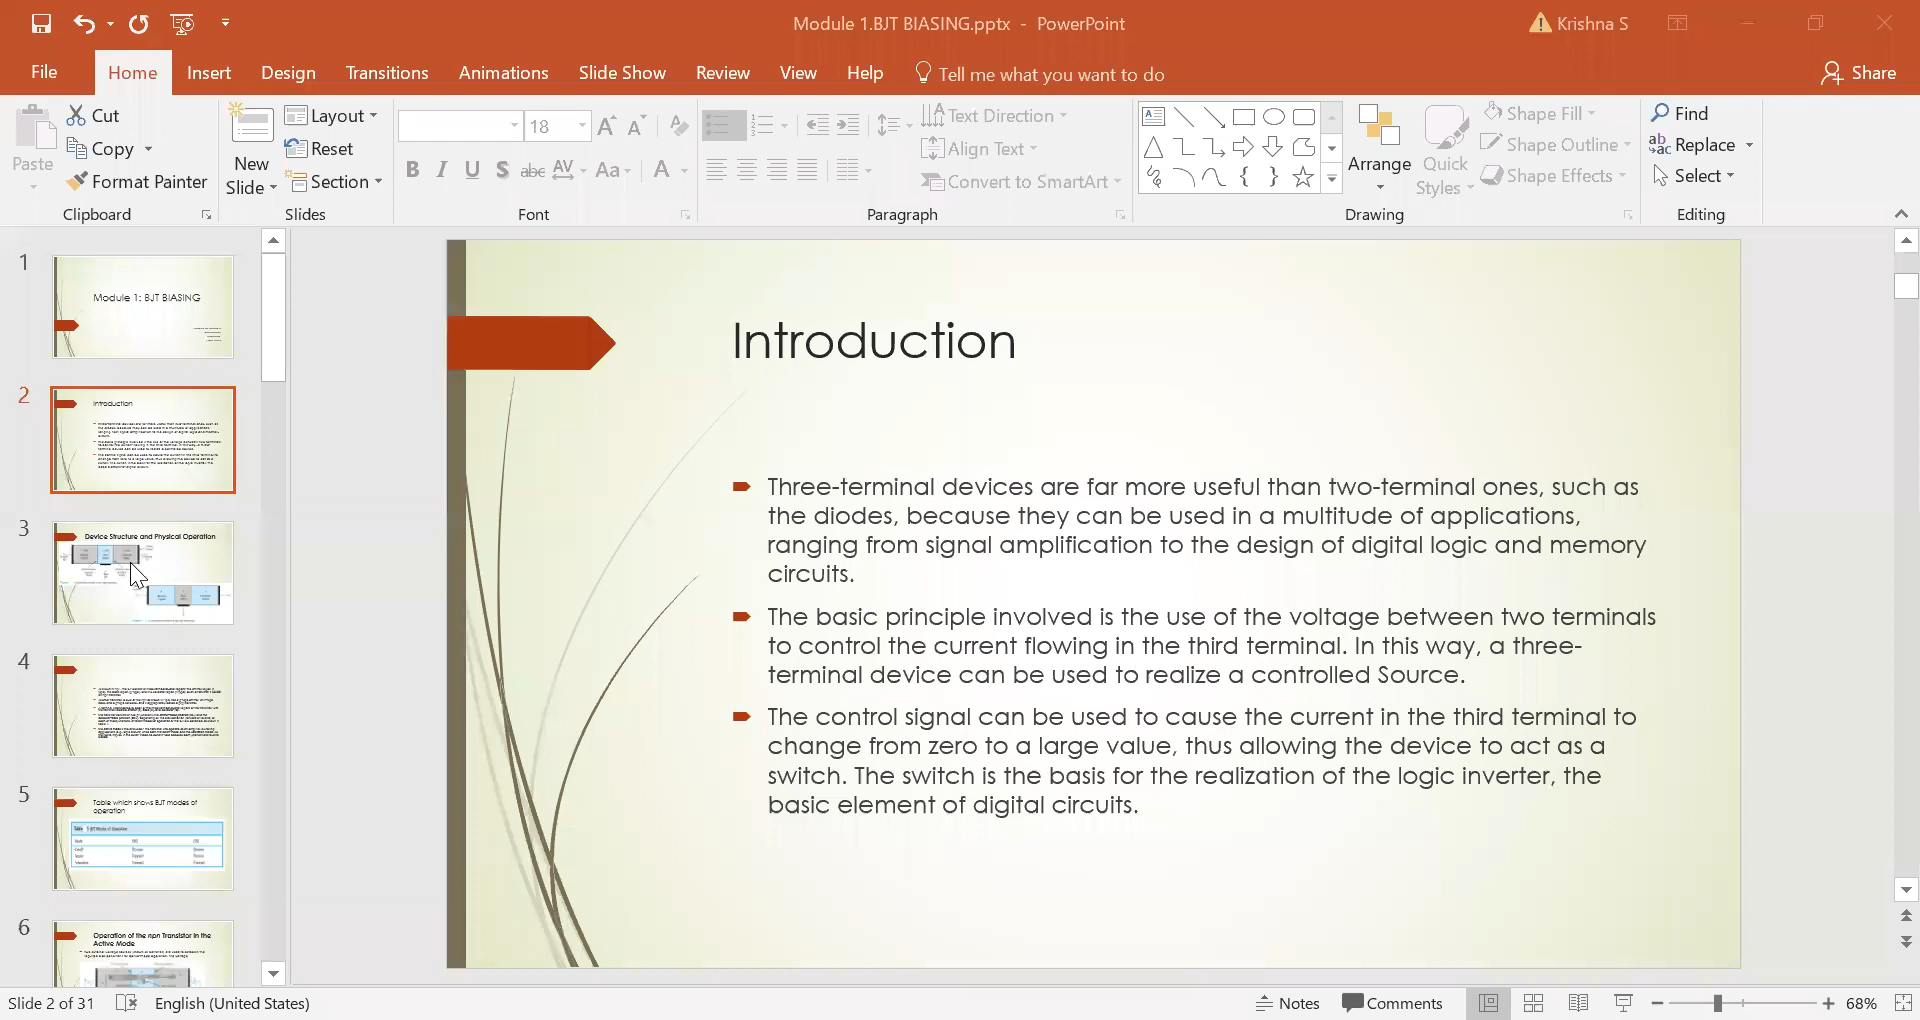 Module 1.BJT BIASING.pptx - PowerPoint
Krishna S
File Home Insert Design Transitions Animations Slide Show Review View Help Tell me what you want to do Share
Cut
Copy
Format Painter
Paste
Clipboard
New Slide
Layout
Reset
Section
Slides
18
B I U S abc AV Aa A
Font
Text Direction
Align Text
Convert to SmartArt
Paragraph
Arrange
Quick Styles
Shape Fill
Shape Outline
Shape Effects
Drawing
Find
Replace
Select
Editing
1
Module 1: BJT BIASING
2
Introduction
3
Device Structure and Physical Operation
4
5
Table which shows BJT modes of
operation
6
Operation of the npn Transistor in the
Active Mode
Introduction
Three-terminal devices are far more useful than two-terminal ones, such as
the diodes, because they can be used in a multitude of applications,
ranging from signal amplification to the design of digital logic and memory
circuits.
The basic principle involved is the use of the voltage between two terminals
to control the current flowing in the third terminal. In this way, a three-
terminal device can be used to realize a controlled Source.
The control signal can be used to cause the current in the third terminal to
change from zero to a large value, thus allowing the device to act as a
switch. The switch is the basis for the realization of the logic inverter, the
basic element of digital circuits.
Slide 2 of 31 English (United States) Notes Comments 68%